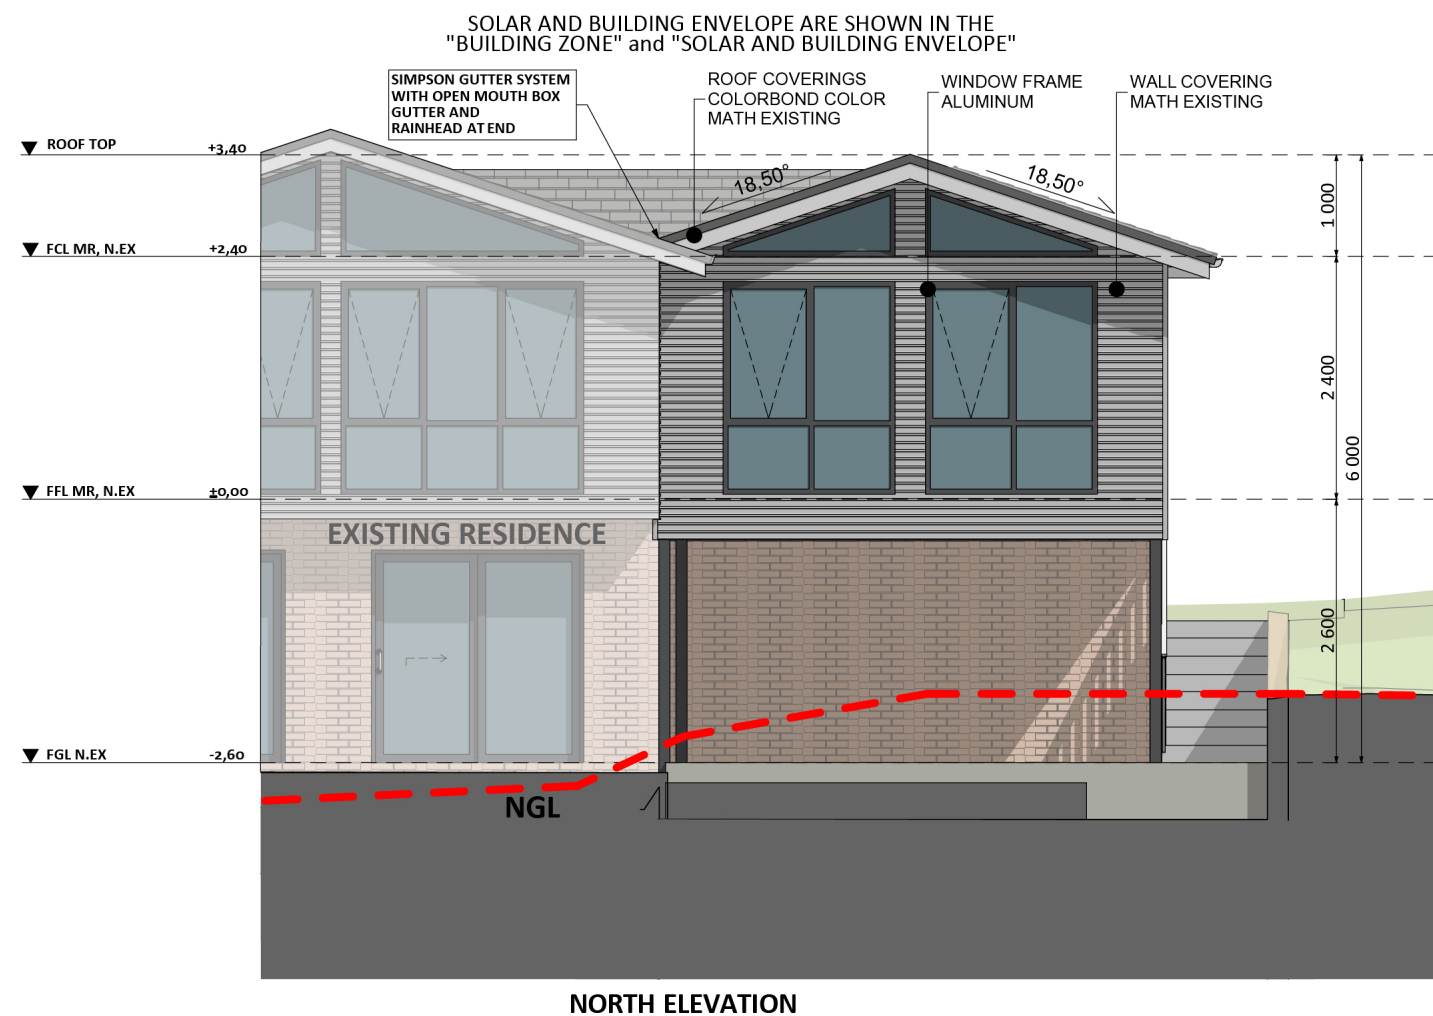 SOLAR AND BUILDING ENVELOPE ARE SHOWN IN THE
"BUILDING ZONE" and "SOLAR AND BUILDING ENVELOPE"
SIMPSON GUTTER SYSTEM
WITH OPEN MOUTH BOX
GUTTER AND
RAINHEAD AT END
ROOF COVERINGS
COLORBOND COLOR
MATH EXISTING
WINDOW FRAME
ALUMINUM
WALL COVERING
MATH EXISTING
ROOF TOP
+3,40
18,50°
18,50°
1 000
FCL MR, N.EX
+2,40
2 400
6 000
FFL MR, N.EX
±0,00
EXISTING RESIDENCE
2 600
FGL N.EX
-2,60
NGL
NORTH ELEVATION